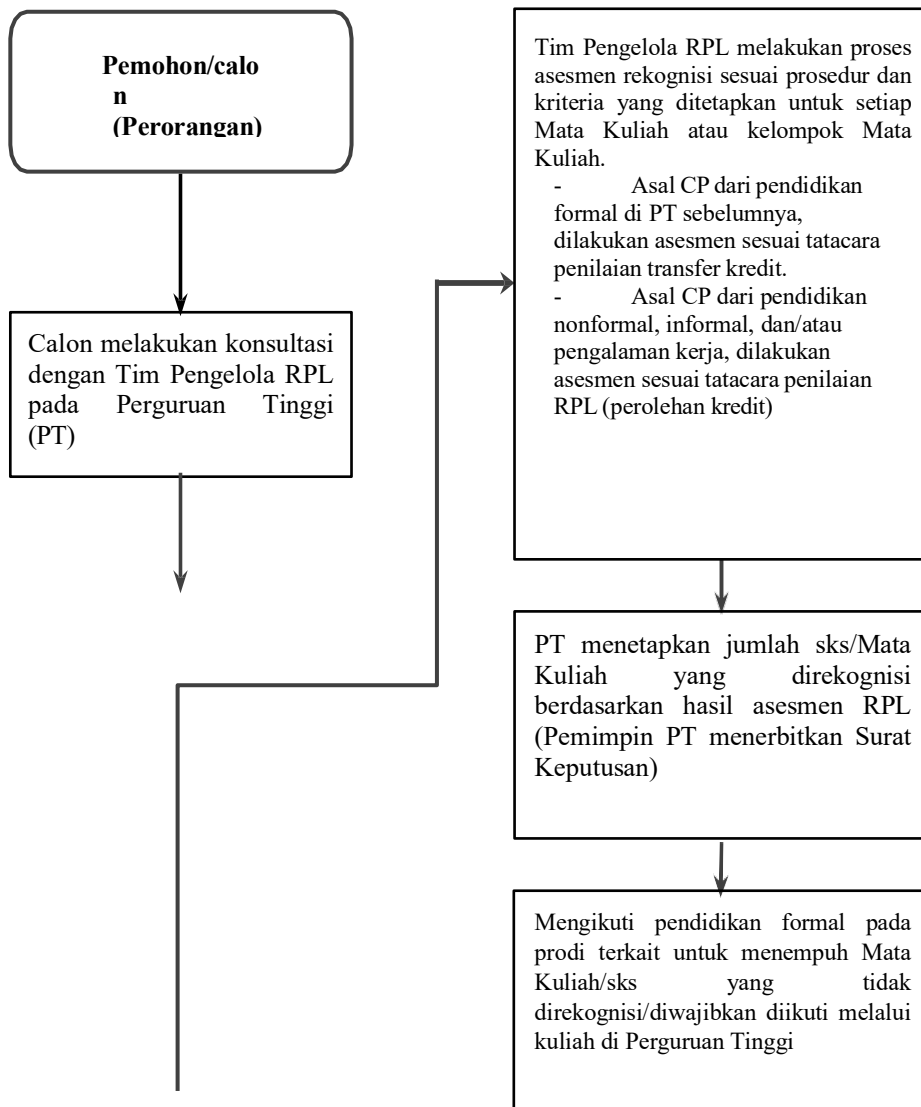 Pemohon/calo
n
(Perorangan)
Calon melakukan konsultasi
dengan Tim Pengelola RPL
pada Perguruan Tinggi
(PT)
Tim Pengelola RPL melakukan proses
asesmen rekognisi sesuai prosedur dan
kriteria yang ditetapkan untuk setiap
Mata Kuliah atau kelompok Mata
Kuliah.
- Asal CP dari pendidikan
formal di PT sebelumnya,
dilakukan asesmen sesuai tatacara
penilaian transfer kredit.
- Asal CP dari pendidikan
nonformal, informal, dan/atau
pengalaman kerja, dilakukan
asesmen sesuai tatacara penilaian
RPL (perolehan kredit)
PT menetapkan jumlah sks/Mata
Kuliah yang direkognisi
berdasarkan hasil asesmen RPL
(Pemimpin PT menerbitkan Surat
Keputusan)
Mengikuti pendidikan formal pada
prodi terkait untuk menempuh Mata
Kuliah/sks yang tidak
direkognisi/diwajibkan diikuti melalui
kuliah di Perguruan Tinggi